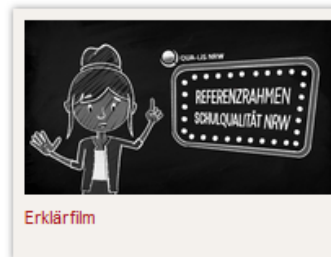 QUA-LIS NRW
REFERENZRAHMEN
SCHULQUALITÄT NRW
Erklärfilm